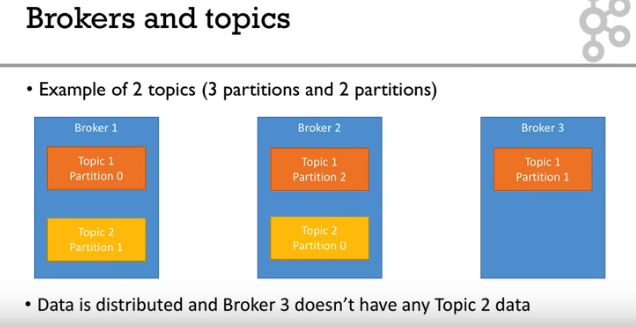 Brokers and topics
• Example of 2 topics (3 partitions and 2 partitions)
Broker 1
Topic 1
Partition 0
Topic 2
Partition 1
Broker 2
Topic 1
Partition 2
Topic 2
Partition 0
Broker 3
Topic 1
Partition 1
• Data is distributed and Broker 3 doesn’t have any Topic 2 data